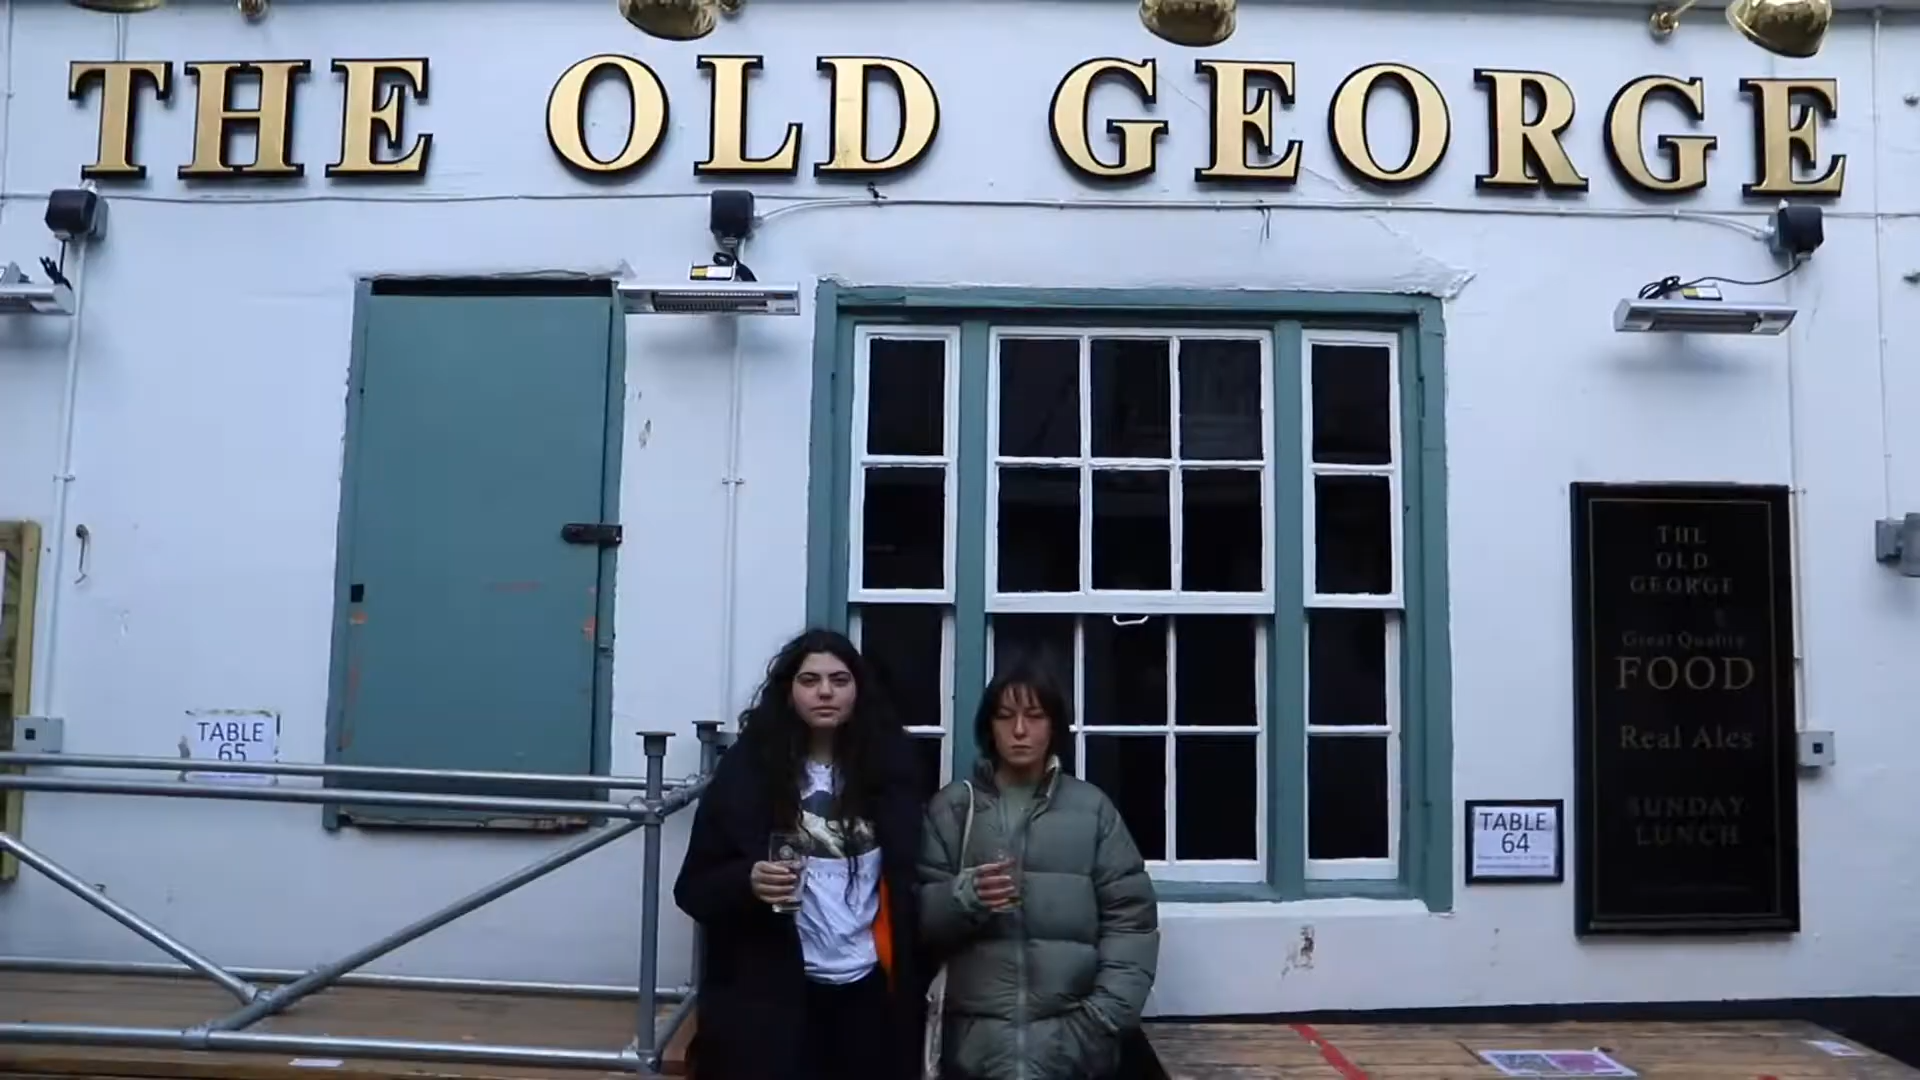 THE OLD GEORGE
TABLE
65
TABLE
64
THE
OLD
GEORGE
Great Quality
FOOD
Real Ales
SUNDAY
LUNCH